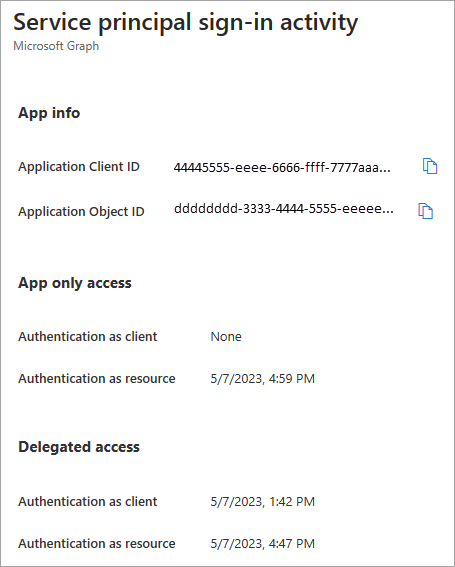 Service principal sign-in activity
Microsoft Graph
App info
Application Client ID 44445555-eeee-6666-ffff-7777aaa...
Application Object ID dddddddd-3333-4444-5555-eeeee...
App only access
Authentication as client None
Authentication as resource 5/7/2023, 4:59 PM
Delegated access
Authentication as client 5/7/2023, 1:42 PM
Authentication as resource 5/7/2023, 4:47 PM